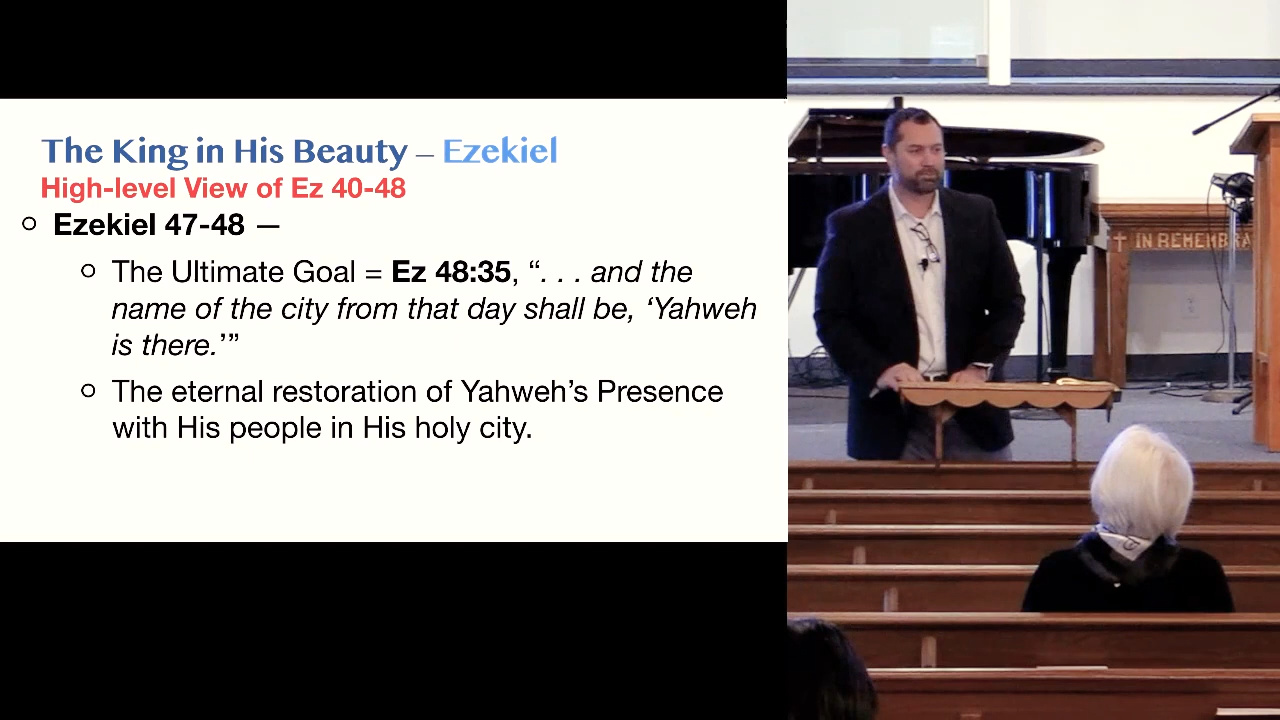 The King in His Beauty – Ezekiel
High-level View of Ez 40-48
Ezekiel 47-48 —
The Ultimate Goal = Ez 48:35, “. . . and the
name of the city from that day shall be, ‘Yahweh
is there.’”
The eternal restoration of Yahweh’s Presence
with His people in His holy city.
IN REMEMBRA